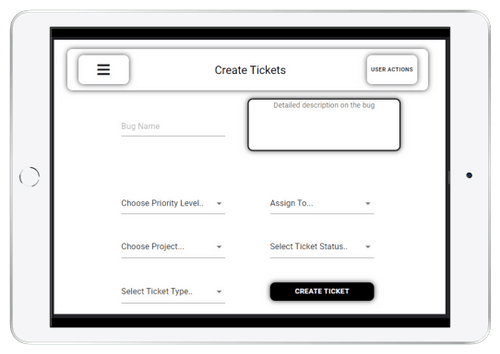 Create Tickets
USER ACTIONS
Detailed description on the bug
Bug Name
Choose Priority Level..
Assign To...
Choose Project...
Select Ticket Status..
Select Ticket Type..
CREATE TICKET